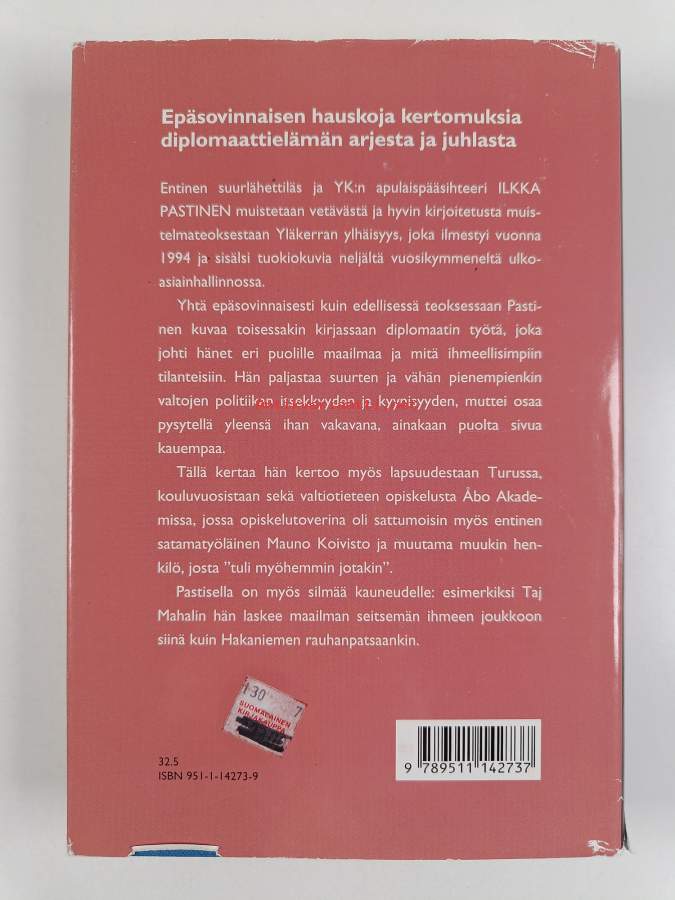 Epäsovinnaisen hauskoja kertomuksia
diplomaattielämän arjesta ja juhlasta
Entinen suurlähettiläs ja YK:n apulaispääsihteeri ILKKA
PASTINEN muistetaan vetävästä ja hyvin kirjoitetusta muis-
telmateoksestaan Yläkerran ylhäisyys, joka ilmestyi vuonna
1994 ja sisälsi tuokiokuvia neljältä vuosikymmeneltä ulko-
asiainhallinnossa.
Yhtä epäsovinnaisesti kuin edellisessä teoksessaan Pasti-
nen kuvaa toisessakin kirjassaan diplomaatin työtä, joka
johti hänet eri puolille maailmaa ja mitä ihmeellisimpiin
tilanteisiin. Hän paljastaa suurten ja vähän pienempienkin
valtojen politiikan itsekkyyden ja kyynisyyden, muttei osaa
pysytellä yleensä ihan vakavana, ainakaan puolta sivua
kauempaa.
Tällä kertaa hän kertoo myös lapsuudestaan Turussa,
kouluvuosistaan sekä valtiotieteen opiskelusta Åbo Akade-
missa, jossa opiskelutoverina oli sattumoisin myös entinen
satamatyöläinen Mauno Koivisto ja muutama muukin hen-
kilö, josta ”tuli myöhemmin jotakin”.
Pastisella on myös silmää kauneudelle: esimerkiksi Taj
Mahalin hän laskee maailman seitsemän ihmeen joukkoon
siinä kuin Hakaniemen rauhanpatsaankin.
130 7
SUOMALAINEN
KIRJAKAUPPA
32.5
ISBN 951-1-14273-9
9 789511 142737